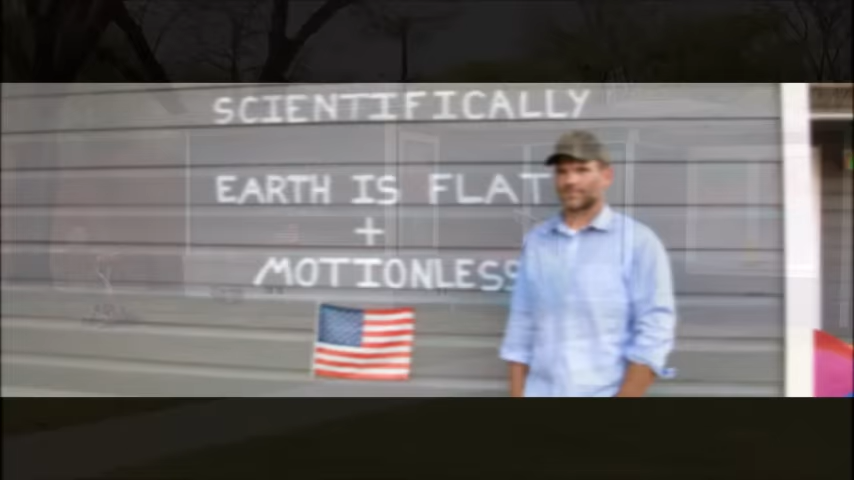 SCIENTIFICALLY
EARTH IS FLAT
+
MOTIONLESS